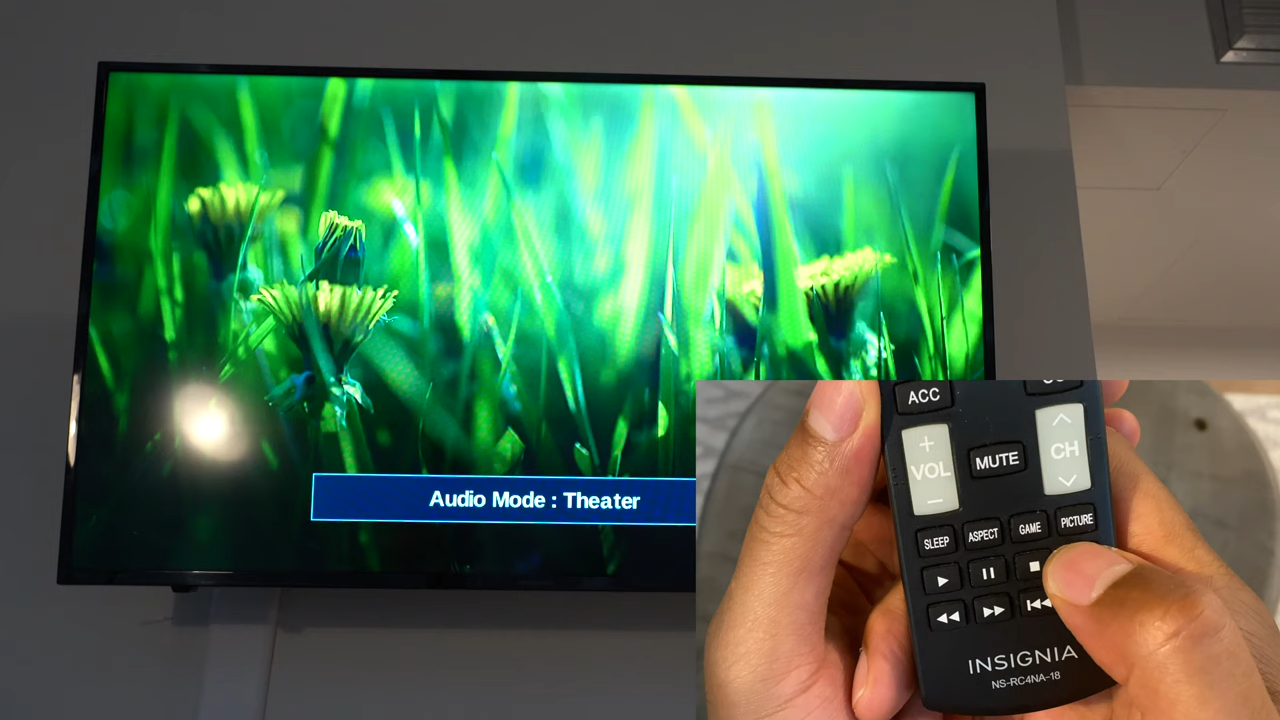 Audio Mode : Theater
ACC
+
VOL
−
MUTE
CH
SLEEP
ASPECT
GAME
PICTURE
INSIGNIA
NS-RC4NA-18